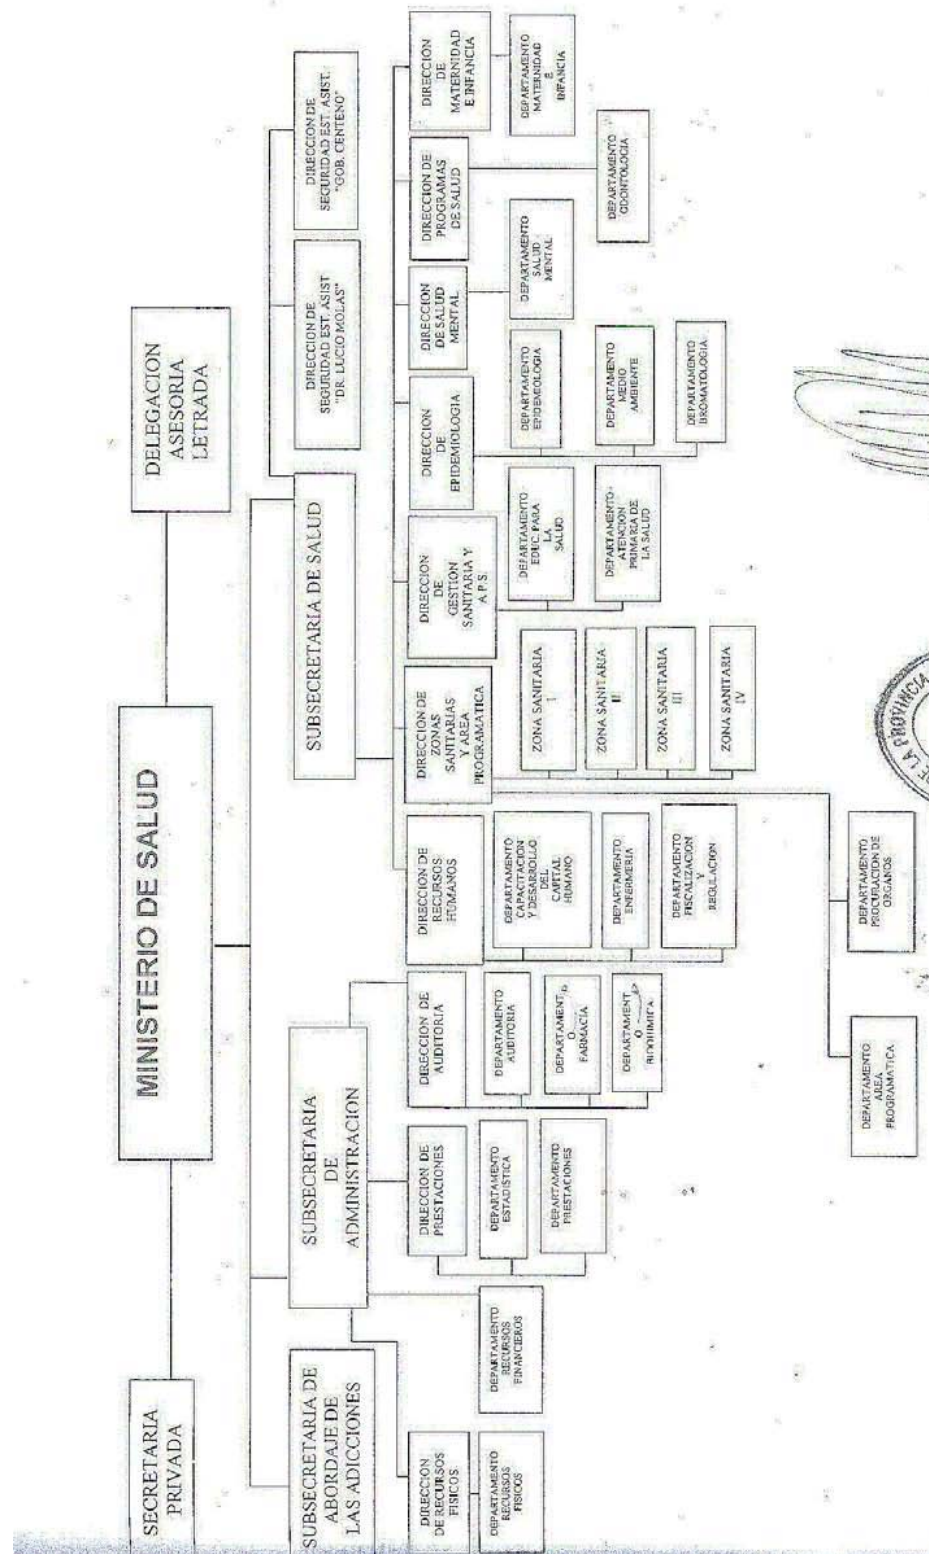 MINISTERIO DE SALUD
SECRETARIA
PRIVADA
DELEGACION
ASESORIA
LETRADA
SUBSECRETARIA DE
ABORDAJE DE
LAS ADICCIONES
SUBSECRETARIA
DE
ADMINISTRACION
SUBSECRETARIA DE SALUD
DIRECCION DE
SEGURIDAD EST. ASIST
"DR. LUCIO MOLAS"
DIRECCION DE
SEGURIDAD EST. ASIST.
"GOB. CENTENO"
DIRECCION
DE RECURSOS
FISICOS
DIRECCION DE
PRESTACIONES
DIRECCION DE
AUDITORIA
DIRECCION DE
RECURSOS
HUMANOS
DIRECCION DE
ZONAS
SANITARIAS
Y AREA
PROGRAMATICA
DIRECCION
DE
GESTION
SANITARIA Y
A.P.S.
DIRECCION
DE
EPIDEMIOLOGIA
DIRECCION
DE SALUD
MENTAL
DIRECCION DE
PROGRAMAS
DE SALUD
DIRECCION
DE
MATERNIDAD
E INFANCIA
DEPARTAMENTO
RECURSOS
FISICOS
DEPARTAMENTO
RECURSOS
FINANCIEROS
DEPARTAMENTO
ESTADISTICA
DEPARTAMENTO
PRESTACIONES
DEPARTAMENTO
AUDITORIA
DEPARTAMENT
O
FARMACIA
DEPARTAMENT
O
BIOQUIMICA
DEPARTAMENTO
CAPACITACION
Y DESARROLLO
DEL
CAPITAL
HUMANO
DEPARTAMENTO
ENFERMERIA
DEPARTAMENTO
FISCALIZACION
Y
REGULACION
ZONA SANITARIA
I
ZONA SANITARIA
II
ZONA SANITARIA
III
ZONA SANITARIA
IV
DEPARTAMENTO
EDUC. PARA
LA
SALUD
DEPARTAMENTO
ATENCION
PRIMARIA DE
LA SALUD
DEPARTAMENTO
EPIDEMIOLOGIA
DEPARTAMENTO
MEDIO
AMBIENTE
DEPARTAMENTO
BROMATOLOGIA
DEPARTAMENTO
SALUD
MENTAL
DEPARTAMENTO
ODONTOLOGIA
DEPARTAMENTO
MATERNIDAD
E
INFANCIA
DEPARTAMENTO
AREA
PROGRAMATICA
DEPARTAMENTO
PROCURACION DE
ORGANOS
DE LA PROVINCIA